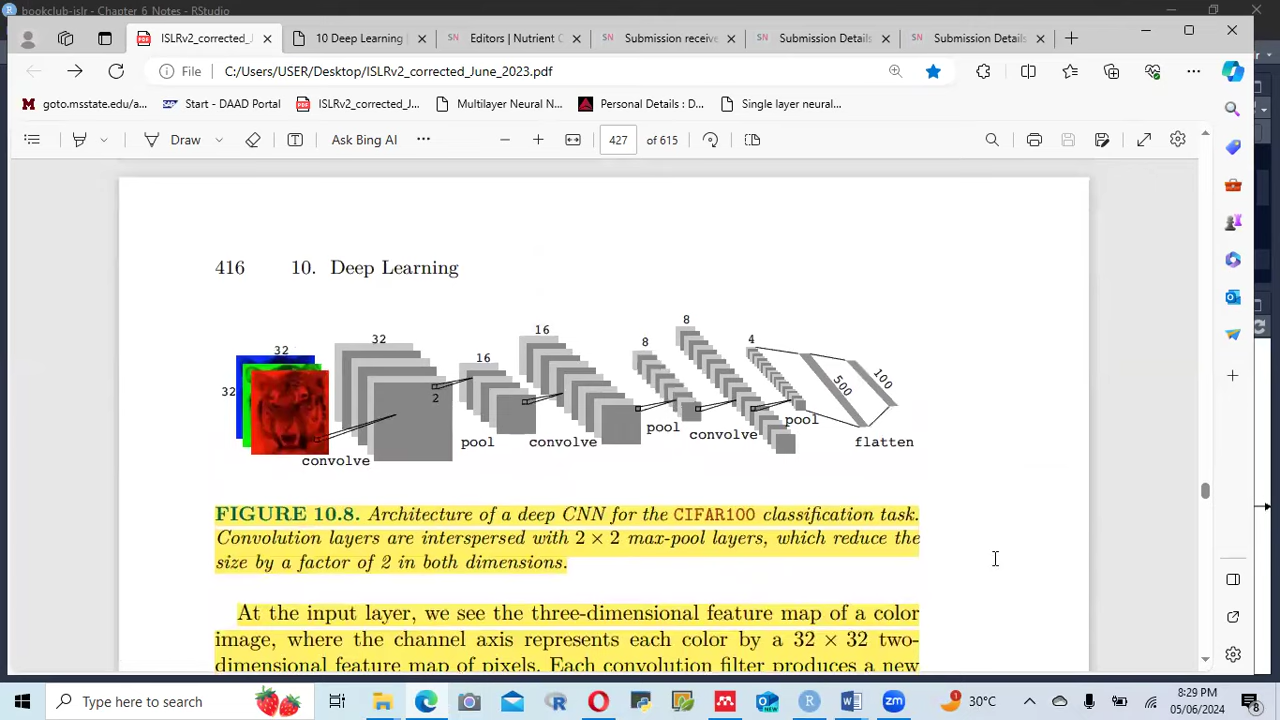 bookclub-islr - Chapter 6 Notes - RStudio
ISLRv2_corrected_J
10 Deep Learning |
Editors | Nutrient C
Submission receive
Submission Details
Submission Details
File
C:/Users/USER/Desktop/ISLRv2_corrected_June_2023.pdf
goto.msstate.edu/a...
Start - DAAD Portal
ISLRv2_corrected_J...
Multilayer Neural N...
Personal Details : D...
Single layer neural...
Draw
Ask Bing AI
427
of 615
416 10. Deep Learning
32
32
32
2
16
16
8
8
4
500
100
convolve
pool
convolve
pool
convolve
pool
flatten
FIGURE 10.8. Architecture of a deep CNN for the CIFAR100 classification task.
Convolution layers are interspersed with 2 × 2 max-pool layers, which reduce the
size by a factor of 2 in both dimensions.
At the input layer, we see the three-dimensional feature map of a color
image, where the channel axis represents each color by a 32 × 32 two-
dimensional feature map of pixels. Each convolution filter produces a new
Type here to search
30°C
8:29 PM
05/06/2024
8